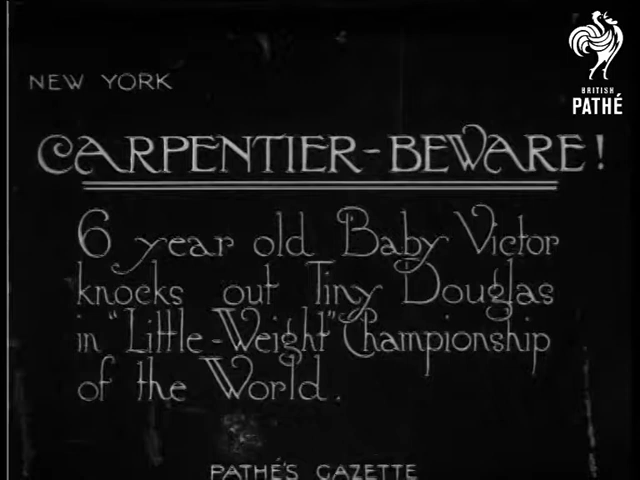 BRITISH
PATHÉ
NEW YORK
CARPENTIER-BEWARE!
6 year old Baby Victor
knocks out Tiny Douglas
in "Little-Weight" Championship
of the World.
PATHÉ'S GAZETTE